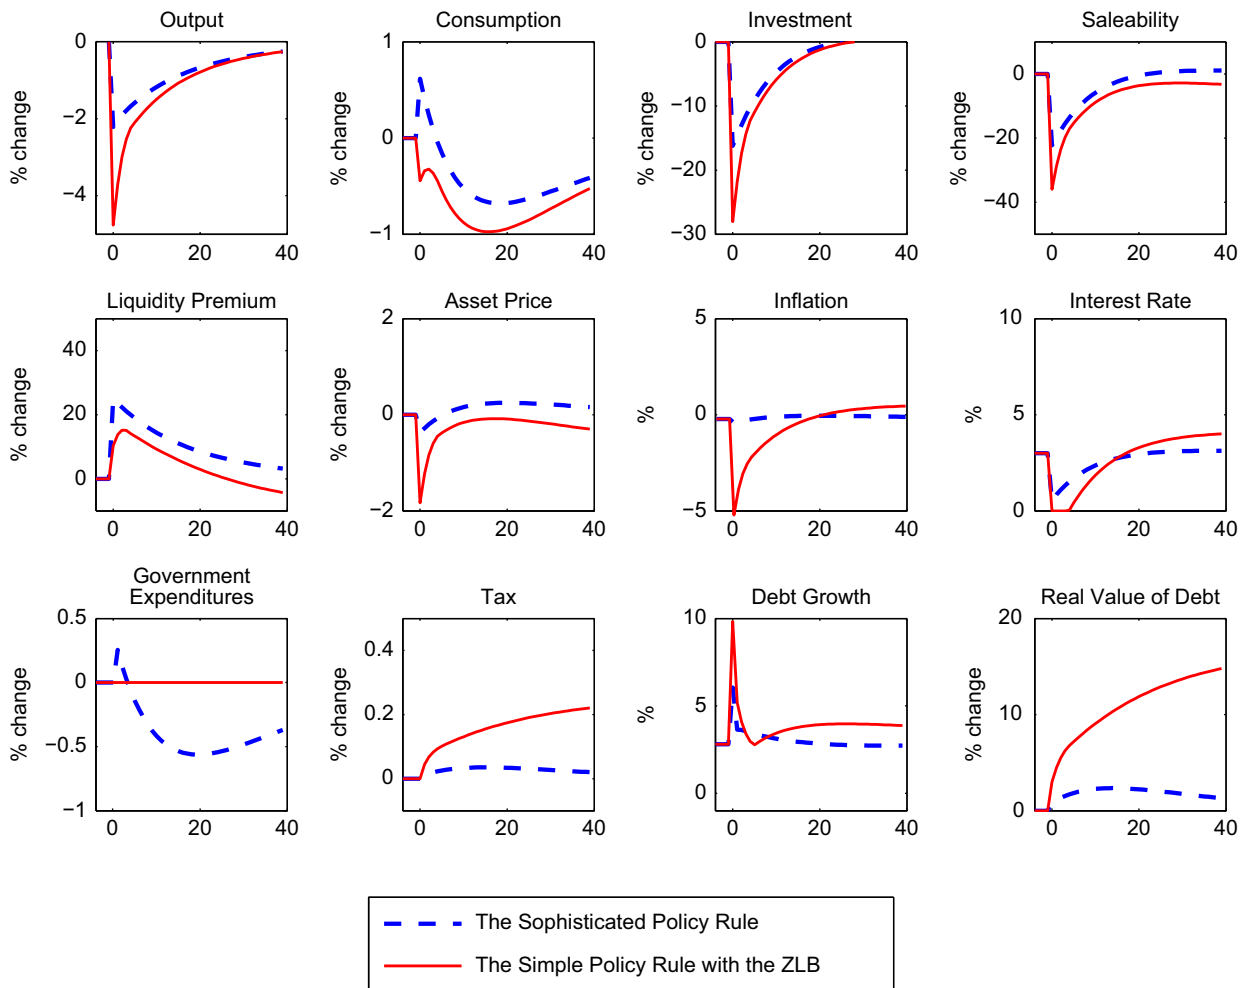 Output
Consumption
Investment
Saleability
% change
0
−2
−4
0 20 40
% change
1
0
−1
0 20 40
% change
0
−10
−20
−30
0 20 40
% change
0
−20
−40
0 20 40
Liquidity Premium
Asset Price
Inflation
Interest Rate
% change
40
20
0
0 20 40
% change
2
0
−2
0 20 40
%
5
0
−5
0 20 40
%
10
5
0
0 20 40
Government
Expenditures
Tax
Debt Growth
Real Value of Debt
% change
0.5
0
−0.5
−1
0 20 40
% change
0.4
0.2
0
0 20 40
%
10
5
0
0 20 40
% change
20
10
0
0 20 40
The Sophisticated Policy Rule
The Simple Policy Rule with the ZLB